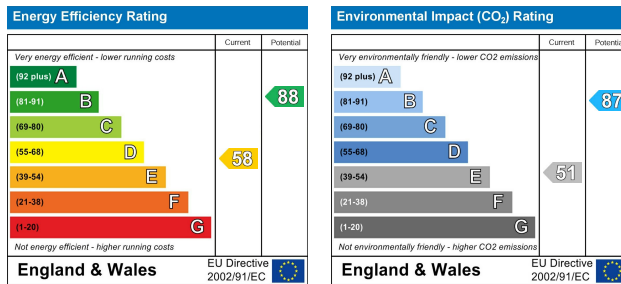 Energy Efficiency Rating
Current Potential
Very energy efficient - lower running costs
(92 plus) A
(81-91) B
88
(69-80) C
(55-68) D
58
(39-54) E
(21-38) F
(1-20) G
Not energy efficient - higher running costs
England & Wales
EU Directive
2002/91/EC
Environmental Impact (CO₂) Rating
Current Potential
Very environmentally friendly - lower CO2 emissions
(92 plus) A
(81-91) B
87
(69-80) C
(55-68) D
(39-54) E
51
(21-38) F
(1-20) G
Not environmentally friendly - higher CO2 emissions
England & Wales
EU Directive
2002/91/EC